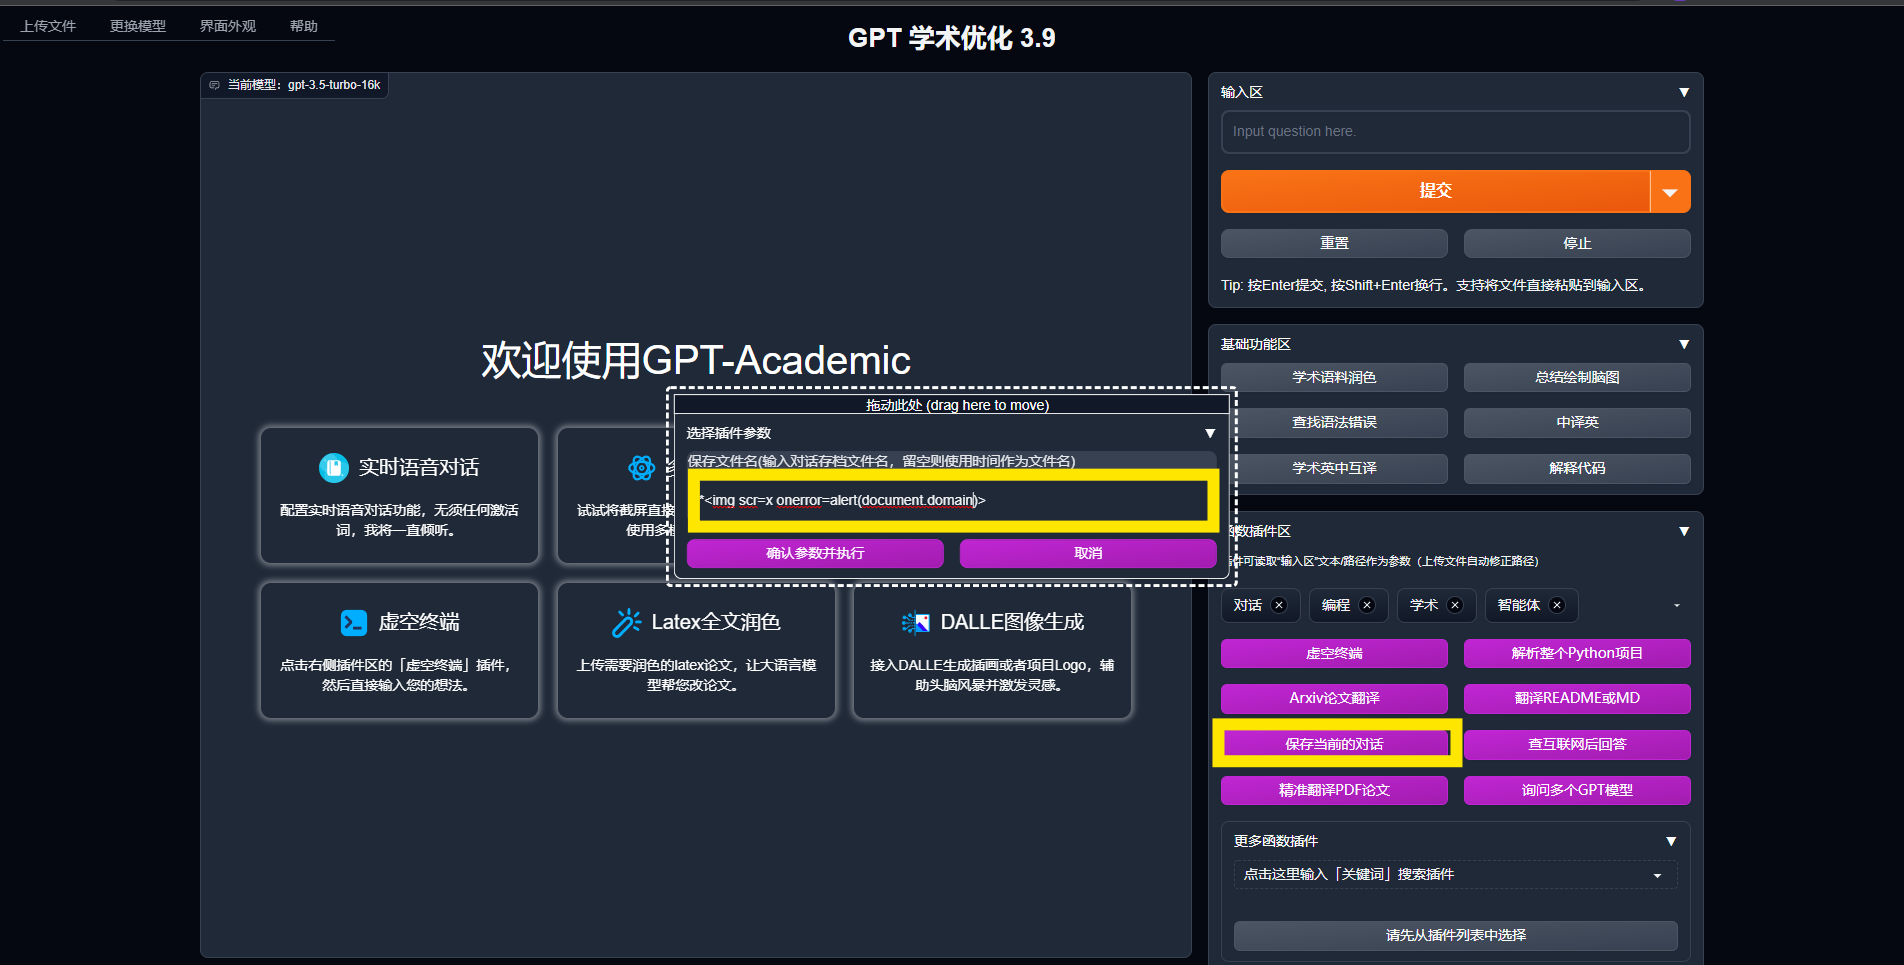 上传文件 更换模型 界面外观 帮助
GPT 学术优化 3.9
当前模型：gpt-3.5-turbo-16k
欢迎使用GPT-Academic
实时语音对话
配置实时语音对话功能，无须任何激活
词，我将一直倾听。
试试将截屏直接
使用多
虚空终端
点击右侧插件区的「虚空终端」插件，
然后直接输入您的想法。
Latex全文润色
上传需要润色的latex论文，让大语言模
型帮您改论文。
DALLE图像生成
接入DALLE生成插画或者项目Logo，辅
助头脑风暴并激发灵感。
拖动此处 (drag here to move)
选择插件参数 ▼
保存文件名(输入对话存档文件名，留空则使用时间作为文件名)
*<img scr=x onerror=alert(document.domain)>
确认参数并执行 取消
输入区 ▼
Input question here.
提交
重置 停止
Tip: 按Enter提交, 按Shift+Enter换行。支持将文件直接粘贴到输入区。
基础功能区 ▼
学术语料润色 总结绘制脑图
查找语法错误 中译英
学术英中互译 解释代码
函数插件区 ▼
件可读取“输入区”文本/路径作为参数（上传文件自动修正路径）
对话 编程 学术 智能体
虚空终端 解析整个Python项目
Arxiv论文翻译 翻译README或MD
保存当前的对话 查互联网后回答
精准翻译PDF论文 询问多个GPT模型
更多函数插件 ▼
点击这里输入「关键词」搜索插件
请先从插件列表中选择